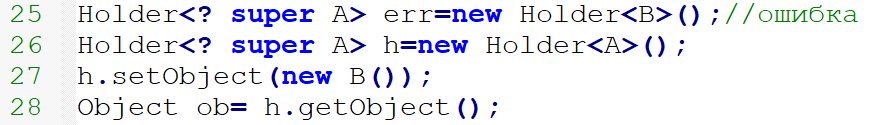 25 Holder<? super A> err=new Holder<B>();//ошибка
26 Holder<? super A> h=new Holder<A>();
27 h.setObject(new B());
28 Object ob= h.getObject();